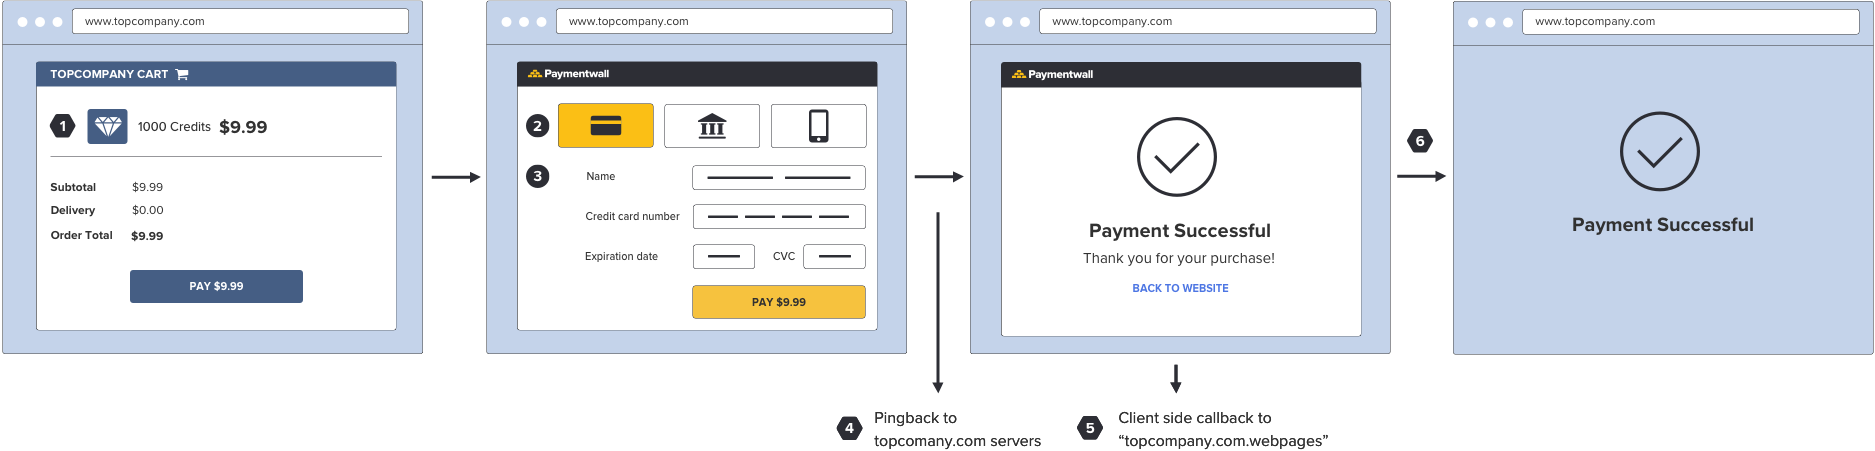 www.topcompany.com
TOPCOMPANY CART
1
1000 Credits $9.99
Subtotal $9.99
Delivery $0.00
Order Total $9.99
PAY $9.99
www.topcompany.com
Paymentwall
2
3
Name
Credit card number
Expiration date
CVC
PAY $9.99
4
Pingback to
topcomany.com servers
www.topcompany.com
Paymentwall
Payment Successful
Thank you for your purchase!
BACK TO WEBSITE
5
Client side callback to
“topcompany.com.webpages”
6
www.topcompany.com
Payment Successful